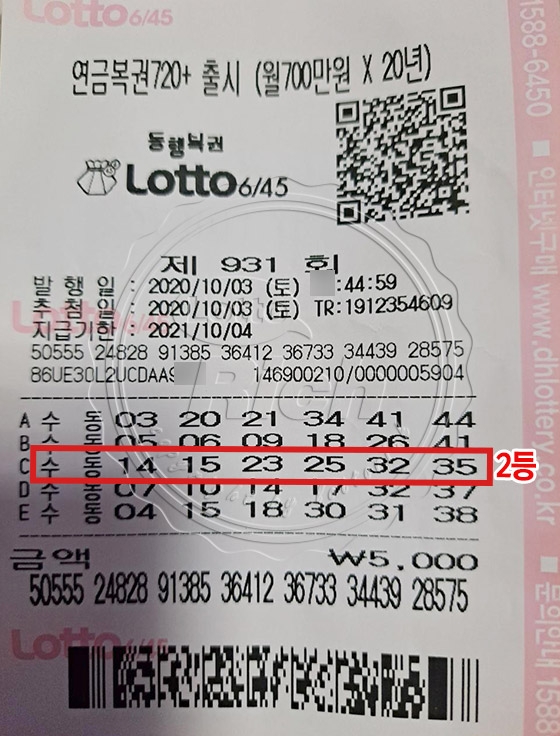 Lotto 6/45
연금복권720+ 출시 (월700만원 X 20년)
동행복권
Lotto 6/45
제 931 회
발 행 일 : 2020/10/03 (토) :44:59
추 첨 일 : 2020/10/03 (토) TR:1912354609
지급기한 : 2021/10/04
50555 24828 91385 36412 36733 34439 28575
86UE30L2UCDAA 146900210/0000005904
A 수 동 03 20 21 34 41 44
B 수 동 05 06 09 18 26 41
C 수 동 14 15 23 25 32 35 2등
D 수 동 07 10 14 17 32 37
E 수 동 04 15 18 30 31 38
금액 ₩5,000
50555 24828 91385 36412 36733 34439 28575
Lotto 6/45
1588-6450
■ 인터넷구매 www.dhlottery.co.kr
■ 문의안내 1588